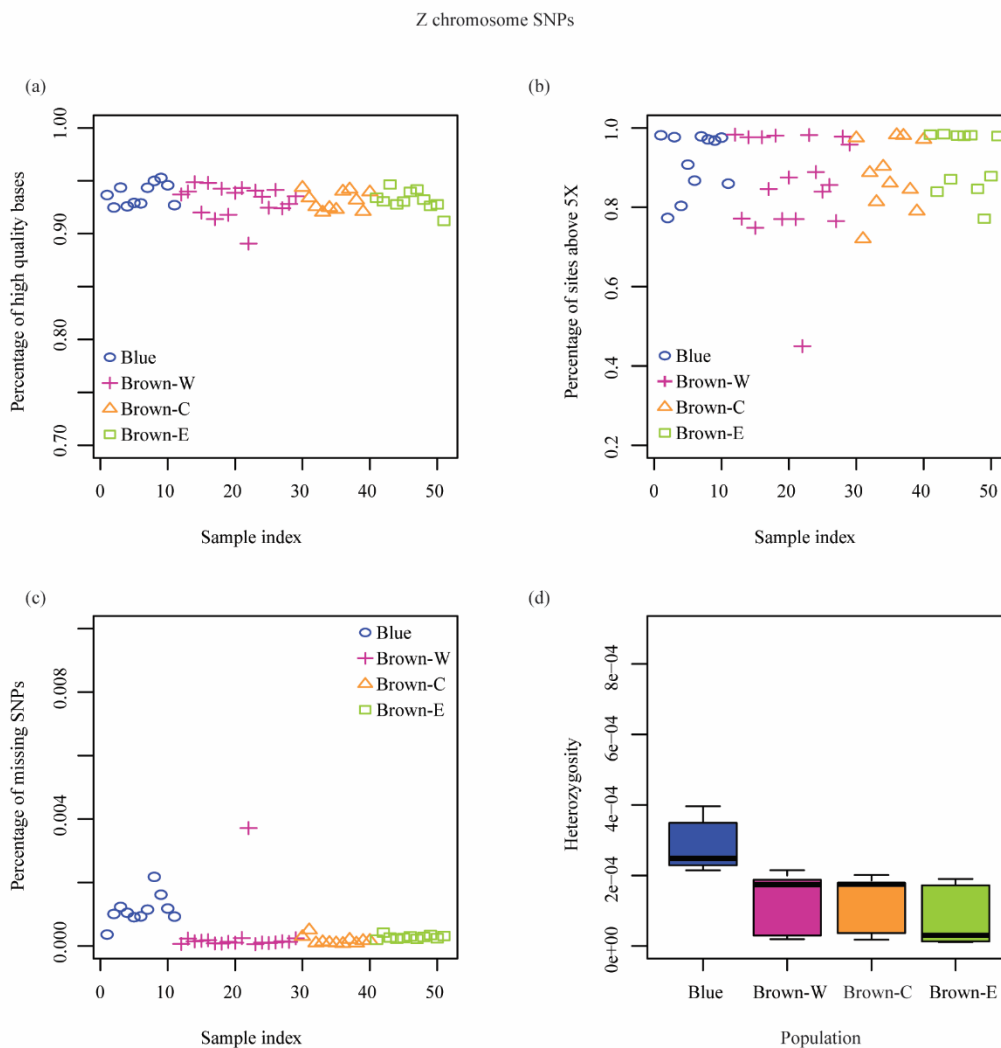 Z chromosome SNPs
(a)
Percentage of high quality bases
1.00
0.90
0.80
0.70
Blue
Brown-W
Brown-C
Brown-E
0 10 20 30 40 50
Sample index
(b)
Percentage of sites above 5X
1.0
0.8
0.6
0.4
0.2
Blue
Brown-W
Brown-C
Brown-E
0 10 20 30 40 50
Sample index
(c)
Percentage of missing SNPs
0.008
0.004
0.000
Blue
Brown-W
Brown-C
Brown-E
0 10 20 30 40 50
Sample index
(d)
Heterozygosity
8e−04
6e−04
4e−04
2e−04
0e+00
Blue Brown-W Brown-C Brown-E
Population